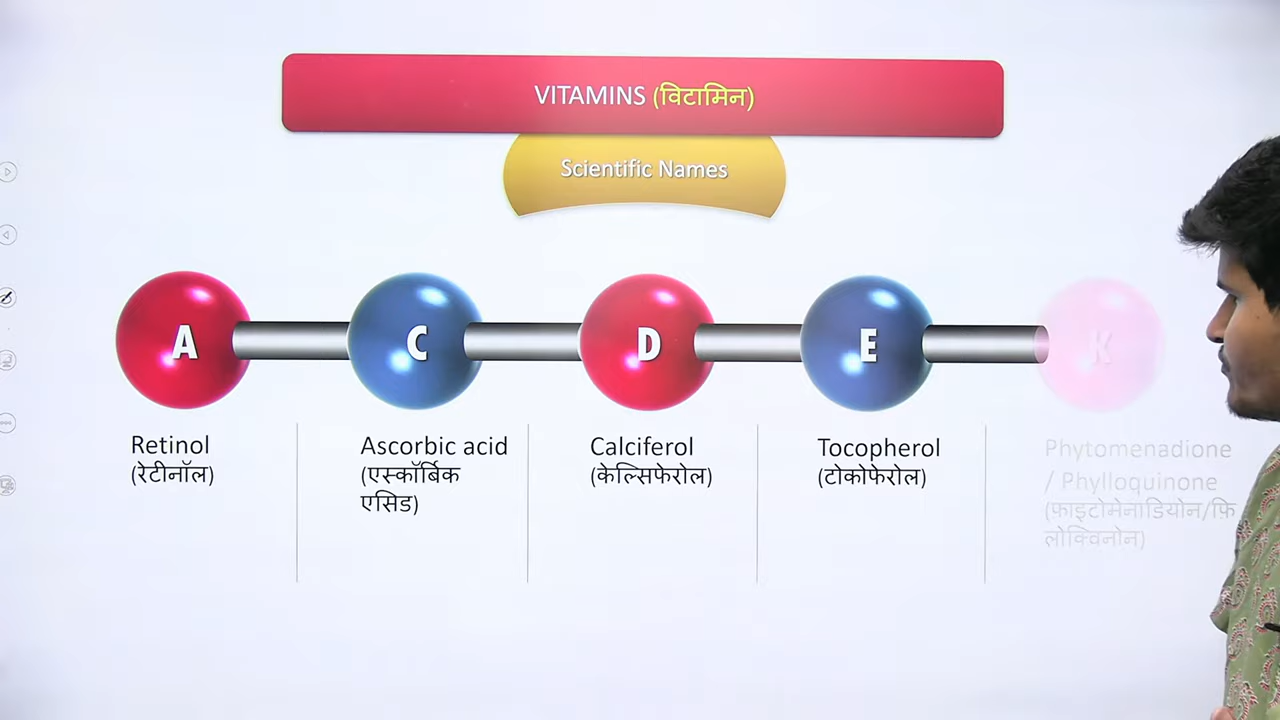 VITAMINS (विटामिन)
Scientific Names
A
C
D
E
K
Retinol
(रेटीनॉल)
Ascorbic acid
(एस्कॉर्बिक
एसिड)
Calciferol
(केल्सिफेरोल)
Tocopherol
(टोकोफेरोल)
Phytomenadione
/ Phylloquinone
(फाइटोमेनाडियोन/फि
लोक्विनोन)